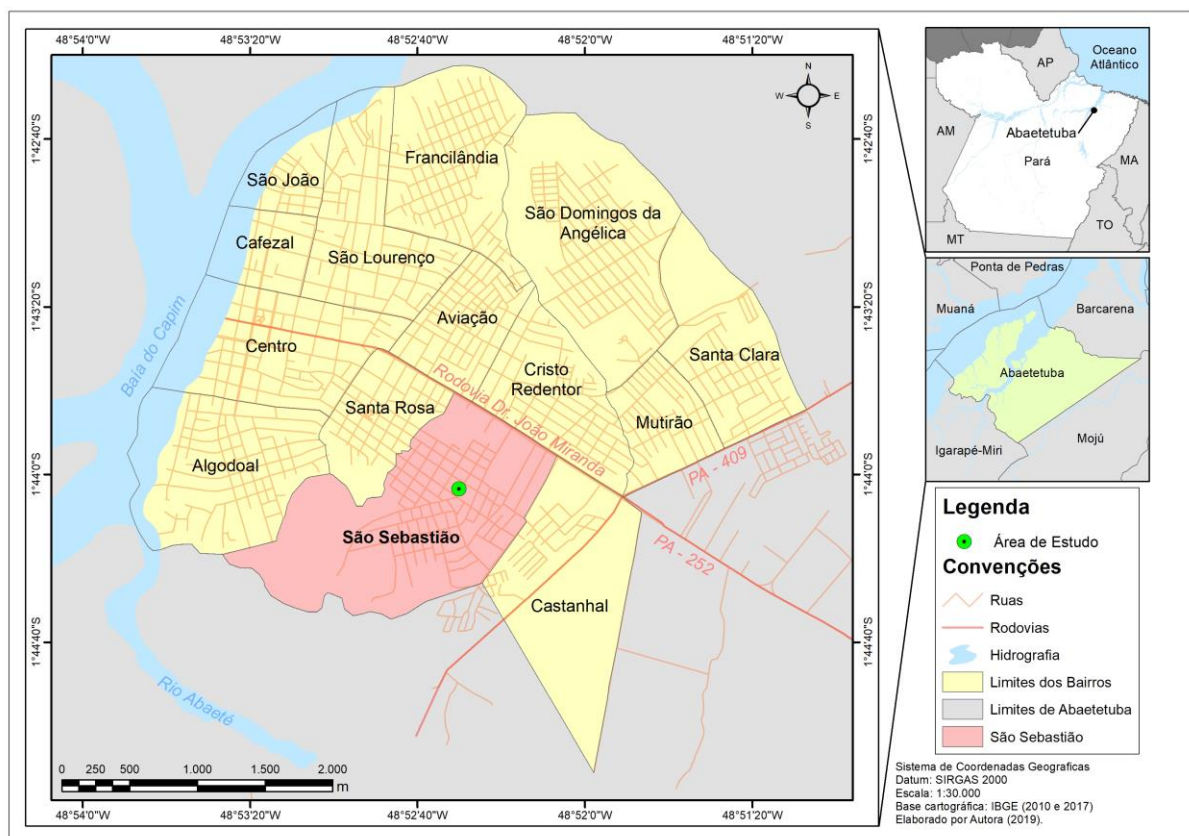 48°54'0"W
48°53'20"W
48°52'40"W
48°52'0"W
48°51'20"W
1°42'40"S
1°43'20"S
1°44'0"S
1°44'40"S
1°42'40"S
1°43'20"S
1°44'0"S
1°44'40"S
N
W
E
S
Francilândia
São João
São Domingos da
Angélica
Cafezal
São Lourenço
Aviação
Baía do Capim
Centro
Cristo
Redentor
Santa Clara
Rodovia Dr. João Miranda
Santa Rosa
Mutirão
Algodoal
PA - 409
São Sebastião
PA - 252
Castanhal
Rio Abaeté
0 250 500 1.000 1.500 2.000
m
48°54'0"W
48°53'20"W
48°52'40"W
48°52'0"W
48°51'20"W
Oceano
Atlântico
AP
AM
Abaetetuba
Pará
MA
MT
TO
Ponta de Pedras
Muaná
Barcarena
Abaetetuba
Igarapé-Miri
Mojú
Legenda
Área de Estudo
Convenções
Ruas
Rodovias
Hidrografia
Limites dos Bairros
Limites de Abaetetuba
São Sebastião
Sistema de Coordenadas Geograficas
Datum: SIRGAS 2000
Escala: 1:30.000
Base cartográfica: IBGE (2010 e 2017)
Elaborado por Autora (2019).